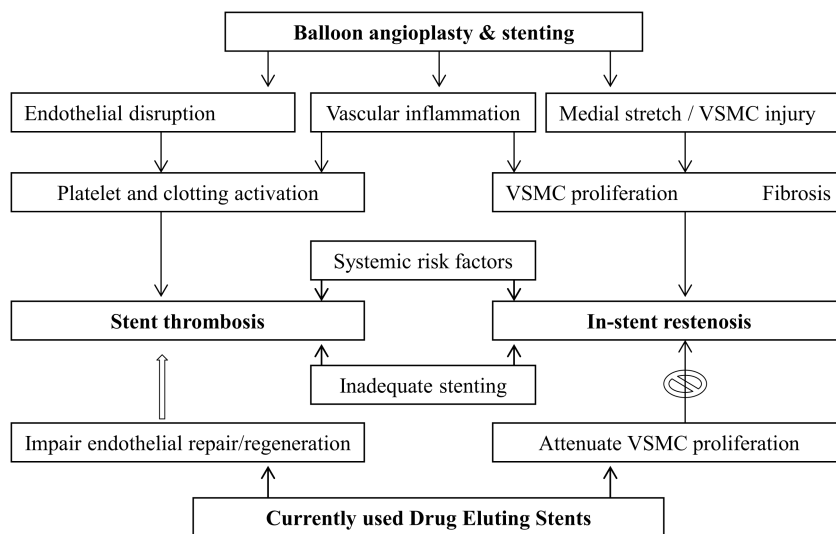 Balloon angioplasty & stenting
Endothelial disruption
Vascular inflammation
Medial stretch / VSMC injury
Platelet and clotting activation
VSMC proliferation Fibrosis
Systemic risk factors
Stent thrombosis
In-stent restenosis
Inadequate stenting
Impair endothelial repair/regeneration
Attenuate VSMC proliferation
Currently used Drug Eluting Stents